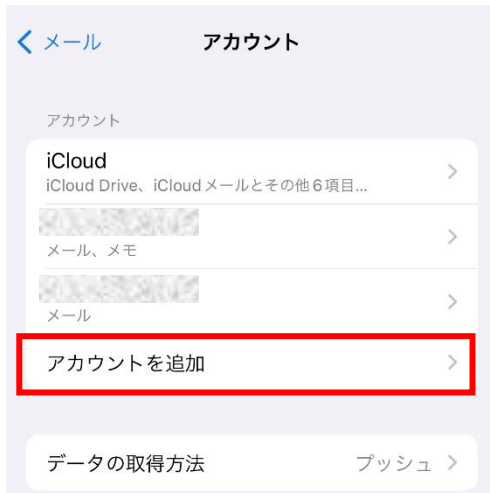 メール アカウント
アカウント
iCloud
iCloud Drive、iCloudメールとその他6項目...
メール、メモ
メール
アカウントを追加
データの取得方法 プッシュ